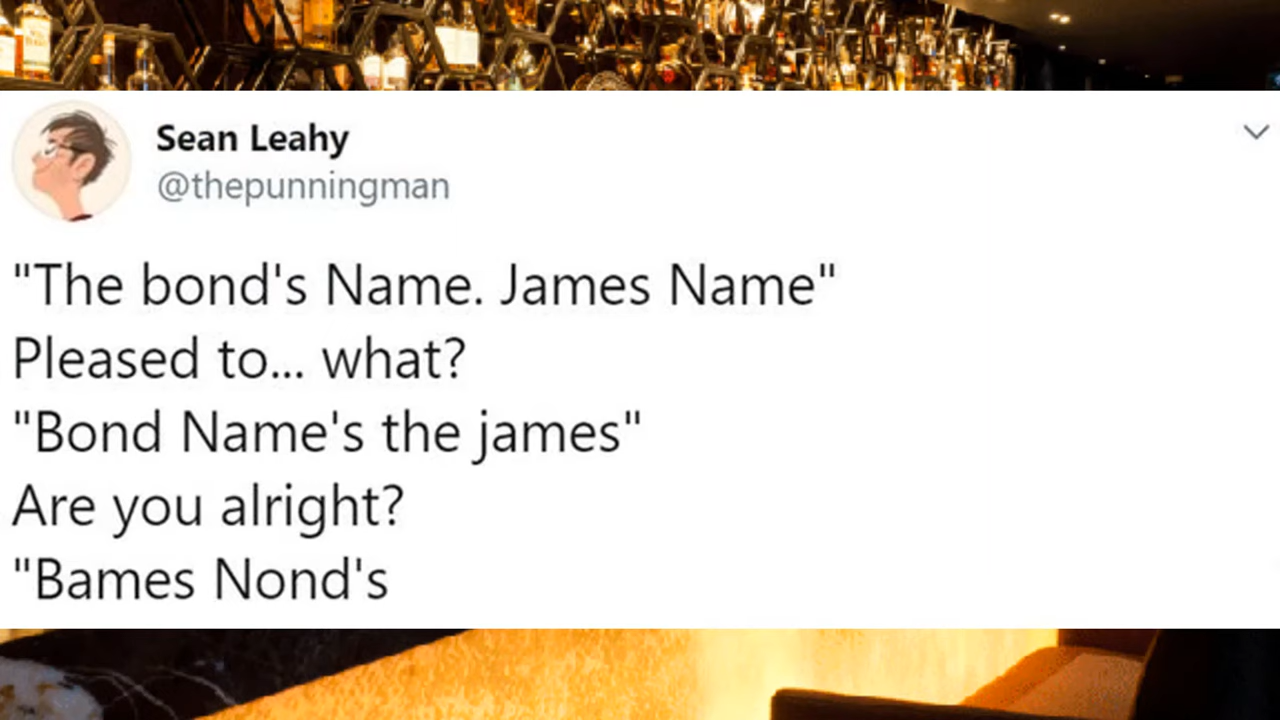 Sean Leahy
@thepunningman
"The bond's Name. James Name"
Pleased to... what?
"Bond Name's the james"
Are you alright?
"Bames Nond's